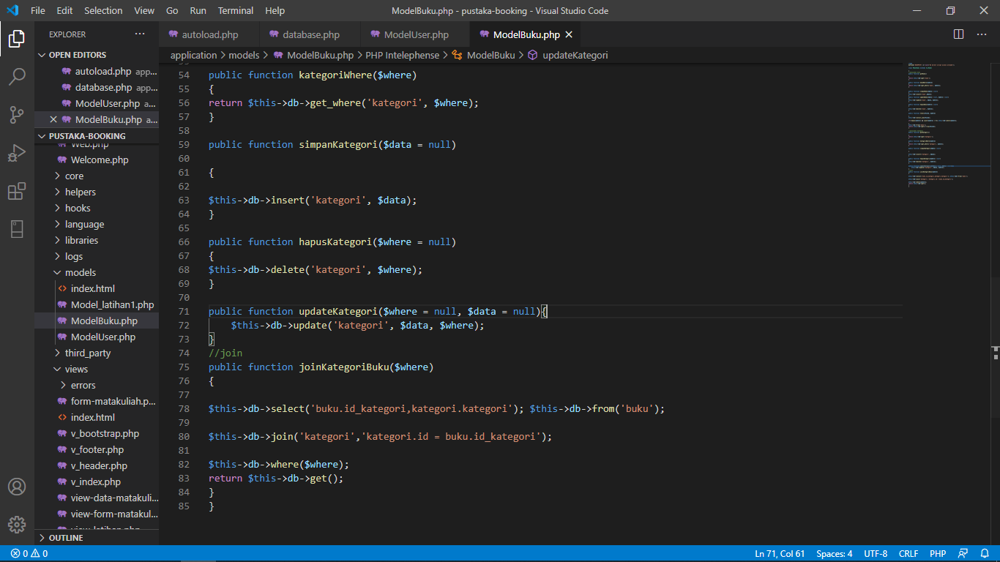 File Edit Selection View Go Run Terminal Help
ModelBuku.php - pustaka-booking - Visual Studio Code
EXPLORER
OPEN EDITORS
autoload.php app...
database.php app...
ModelUser.php a...
ModelBuku.php a...
PUSTAKA-BOOKING
Web.php
Welcome.php
core
helpers
hooks
language
libraries
logs
models
index.html
Model_latihan1.php
ModelBuku.php
ModelUser.php
third_party
views
errors
form-matakuliah.p...
index.html
v_bootstrap.php
v_footer.php
v_header.php
v_index.php
view-data-matakuli...
view-form-matakul...
view-latihan.php
OUTLINE
autoload.php database.php ModelUser.php ModelBuku.php
application > models > ModelBuku.php > PHP Intelephense > ModelBuku > updateKategori
53
54 public function kategoriWhere($where)
55 {
56 return $this->db->get_where('kategori', $where);
57 }
58
59 public function simpanKategori($data = null)
60
61 {
62
63 $this->db->insert('kategori', $data);
64 }
65
66 public function hapusKategori($where = null)
67 {
68 $this->db->delete('kategori', $where);
69 }
70
71 public function updateKategori($where = null, $data = null){
72 $this->db->update('kategori', $data, $where);
73 }
74 //join
75 public function joinKategoriBuku($where)
76 {
77
78 $this->db->select('buku.id_kategori,kategori.kategori'); $this->db->from('buku');
79
80 $this->db->join('kategori','kategori.id = buku.id_kategori');
81
82 $this->db->where($where);
83 return $this->db->get();
84 }
85 }
0 0
Ln 71, Col 61 Spaces: 4 UTF-8 CRLF PHP